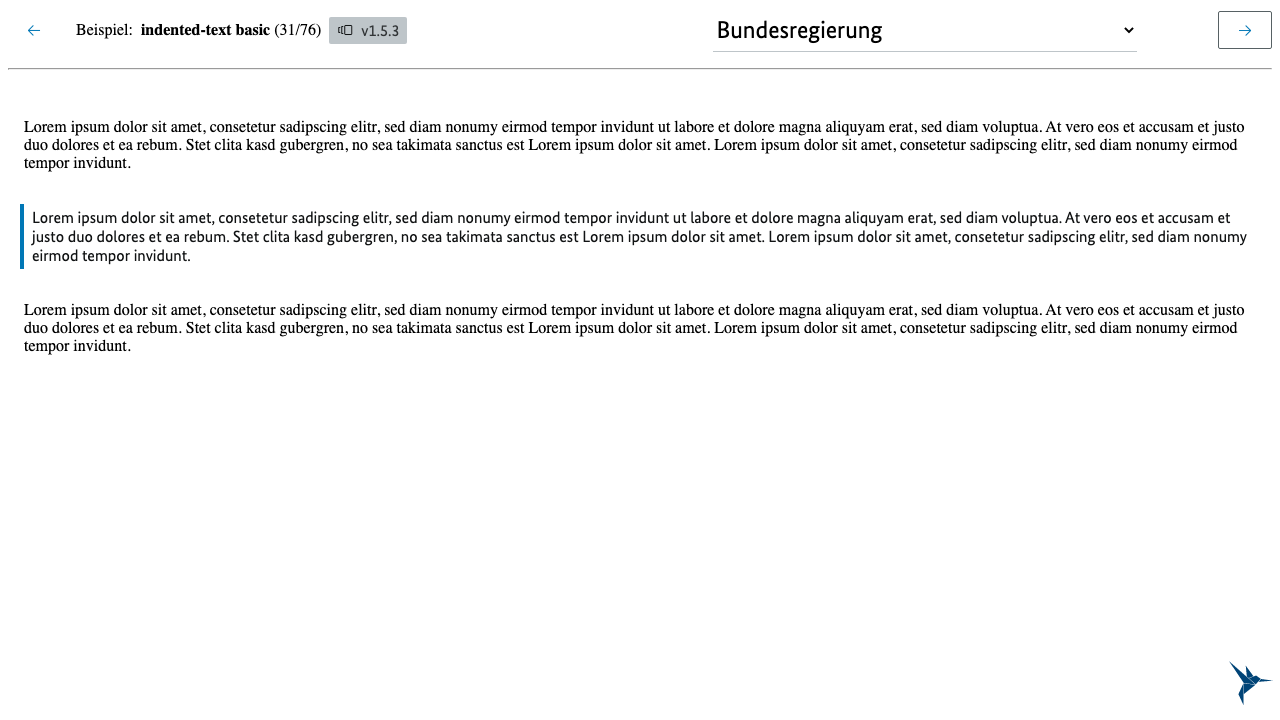 Beispiel: indented-text basic (31/76) v1.5.3 Bundesregierung
Lorem ipsum dolor sit amet, consetetur sadipscing elitr, sed diam nonumy eirmod tempor invidunt ut labore et dolore magna aliquyam erat, sed diam voluptua. At vero eos et accusam et justo
duo dolores et ea rebum. Stet clita kasd gubergren, no sea takimata sanctus est Lorem ipsum dolor sit amet. Lorem ipsum dolor sit amet, consetetur sadipscing elitr, sed diam nonumy eirmod
tempor invidunt.
Lorem ipsum dolor sit amet, consetetur sadipscing elitr, sed diam nonumy eirmod tempor invidunt ut labore et dolore magna aliquyam erat, sed diam voluptua. At vero eos et accusam et
justo duo dolores et ea rebum. Stet clita kasd gubergren, no sea takimata sanctus est Lorem ipsum dolor sit amet. Lorem ipsum dolor sit amet, consetetur sadipscing elitr, sed diam nonumy
eirmod tempor invidunt.
Lorem ipsum dolor sit amet, consetetur sadipscing elitr, sed diam nonumy eirmod tempor invidunt ut labore et dolore magna aliquyam erat, sed diam voluptua. At vero eos et accusam et justo
duo dolores et ea rebum. Stet clita kasd gubergren, no sea takimata sanctus est Lorem ipsum dolor sit amet. Lorem ipsum dolor sit amet, consetetur sadipscing elitr, sed diam nonumy eirmod
tempor invidunt.